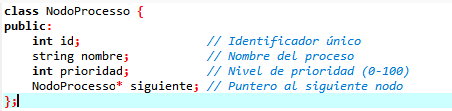 class NodoProcesso {
public:
    int id;               // Identificador único
    string nombre;        // Nombre del proceso
    int prioridad;        // Nivel de prioridad (0-100)
    NodoProcesso* siguiente; // Puntero al siguiente nodo
};